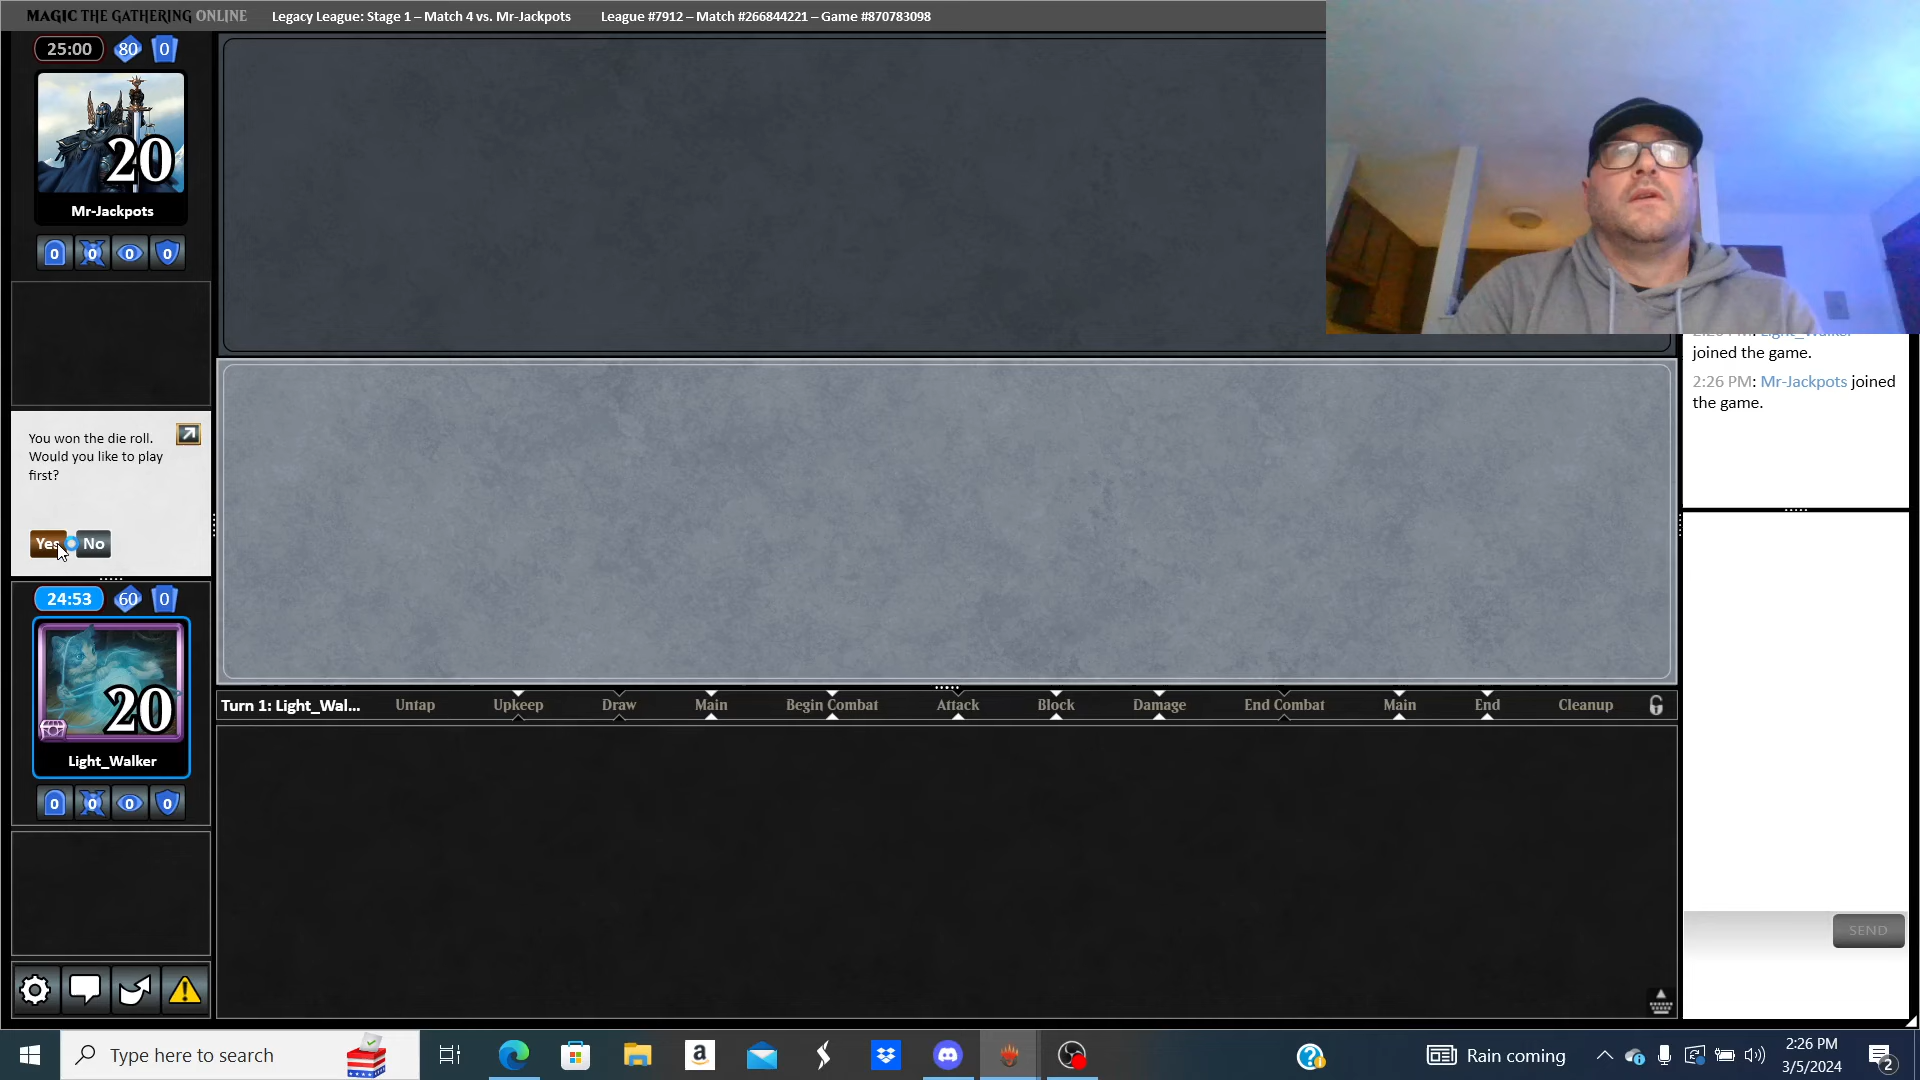 MAGIC THE GATHERING ONLINE
Legacy League: Stage 1 – Match 4 vs. Mr-Jackpots
League #7912 – Match #266844221 – Game #870783098
25:00
80
0
20
Mr-Jackpots
0
0
0
0
joined the game.
2:26 PM: Mr-Jackpots joined
the game.
You won the die roll.
Would you like to play
first?
Yes
No
24:53
60
0
20
Light_Walker
0
0
0
0
Turn 1: Light_Wal...
Untap
Upkeep
Draw
Main
Begin Combat
Attack
Block
Damage
End Combat
Main
End
Cleanup
SEND
Type here to search
Rain coming
2:26 PM
3/5/2024
2